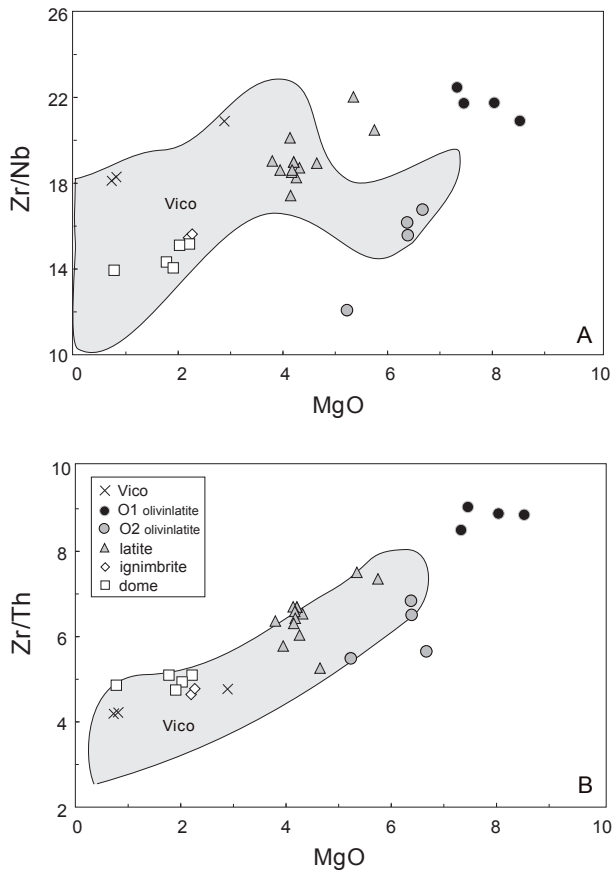 26
22
18
14
10
Zr/Nb
Vico
A
0 2 4 6 8 10
MgO
10
8
6
4
2
Zr/Th
Vico
O1 olivinlatite
O2 olivinlatite
latite
ignimbrite
dome
Vico
B
0 2 4 6 8 10
MgO